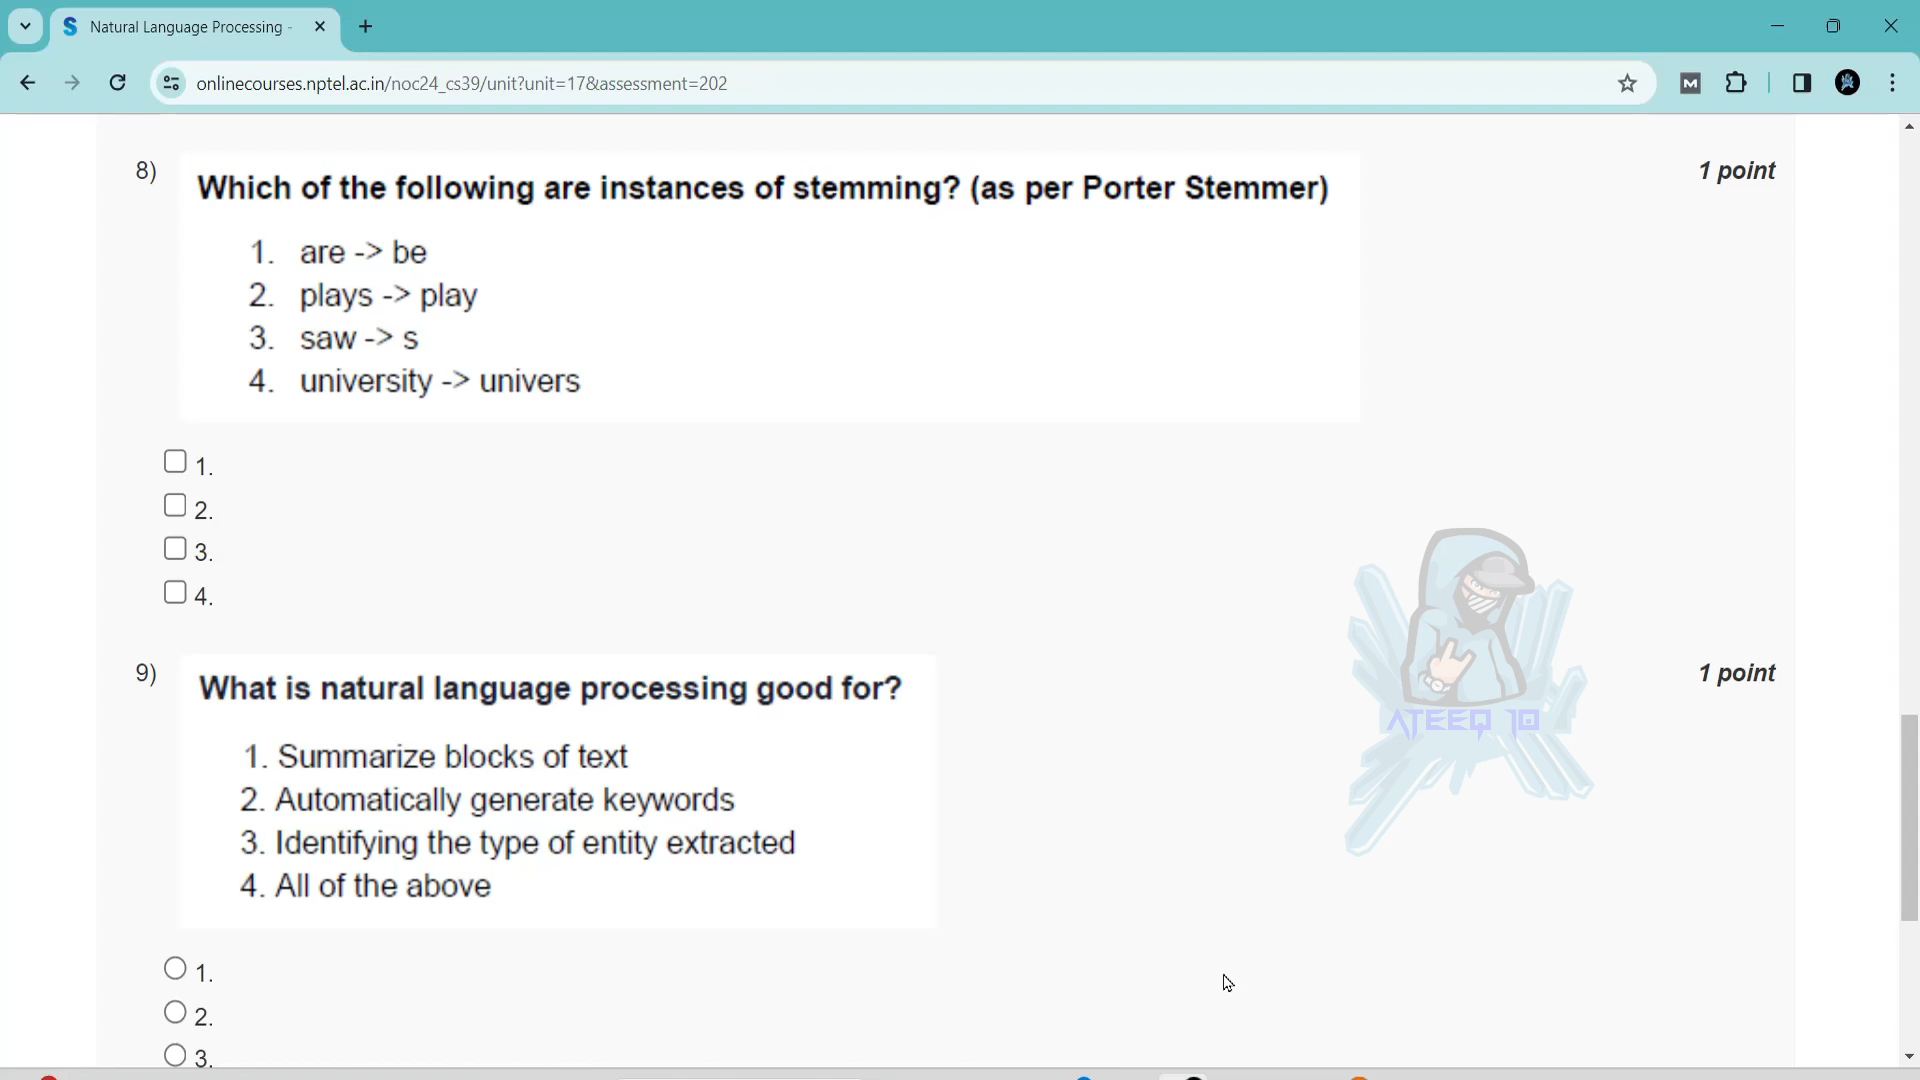 Natural Language Processing -
onlinecourses.nptel.ac.in/noc24_cs39/unit?unit=17&assessment=202
8)
1 point
Which of the following are instances of stemming? (as per Porter Stemmer)
1. are -> be
2. plays -> play
3. saw -> s
4. university -> univers
1.
2.
3.
4.
9)
1 point
What is natural language processing good for?
1. Summarize blocks of text
2. Automatically generate keywords
3. Identifying the type of entity extracted
4. All of the above
ATEEQ 10
1.
2.
3.